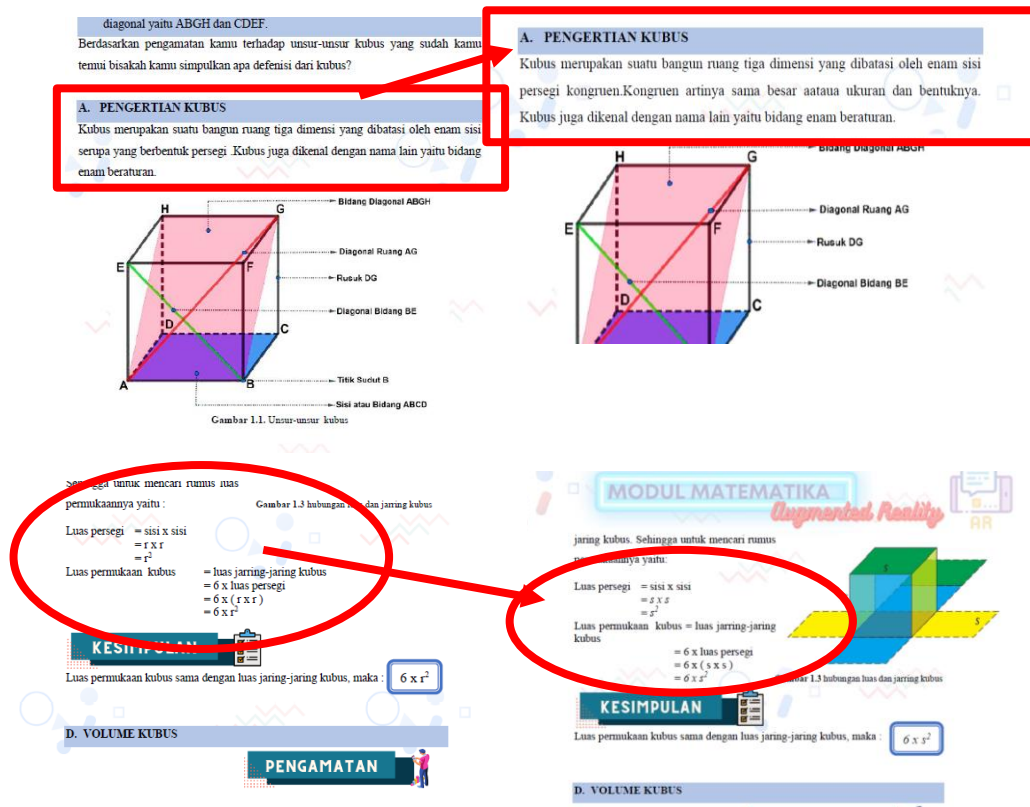 diagonal yaitu ABGH dan CDEF.
Berdasarkan pengamatan kamu terhadap unsur-unsur kubus yang sudah kamu
temui bisakah kamu simpulkan apa defenisi dari kubus?
A. PENGERTIAN KUBUS
Kubus merupakan suatu bangun ruang tiga dimensi yang dibatasi oleh enam sisi
serupa yang berbentuk persegi .Kubus juga dikenal dengan nama lain yaitu bidang
enam beraturan.
H
G
E
F
D
C
A
B
Bidang Diagonal ABGH
Diagonal Ruang AG
Rusuk DG
Diagonal Bidang BE
Titik Sudut B
Sisi atau Bidang ABCD
Gambar 1.1. Unsur-unsur kubus
A. PENGERTIAN KUBUS
Kubus merupakan suatu bangun ruang tiga dimensi yang dibatasi oleh enam sisi
persegi kongruen.Kongruen artinya sama besar aataua ukuran dan bentuknya.
Kubus juga dikenal dengan nama lain yaitu bidang enam beraturan.
H
G
E
F
D
C
Bidang Diagonal ABGH
Diagonal Ruang AG
Rusuk DG
Diagonal Bidang BE
Sehingga untuk mencari rumus luas
permukaannya yaitu :
Gambar 1.3 hubungan luas dan jarring kubus
Luas persegi = sisi x sisi
= r x r
= r²
Luas permukaan kubus = luas jarring-jaring kubus
= 6 x luas persegi
= 6 x ( r x r )
= 6 x r²
KESIMPULAN
Luas permukaan kubus sama dengan luas jaring-jaring kubus, maka : 6 x r²
D. VOLUME KUBUS
PENGAMATAN
MODUL MATEMATIKA
Augmented Reality
AR
jaring kubus. Sehingga untuk mencari rumus
permukaannya yaitu:
Luas persegi = sisi x sisi
= s x s
= s²
Luas permukaan kubus = luas jarring-jaring
kubus
= 6 x luas persegi
= 6 x ( s x s )
= 6 x s²
s
s
Gambar 1.3 hubungan luas dan jarring kubus
KESIMPULAN
Luas permukaan kubus sama dengan luas jaring-jaring kubus, maka : 6 x s²
D. VOLUME KUBUS